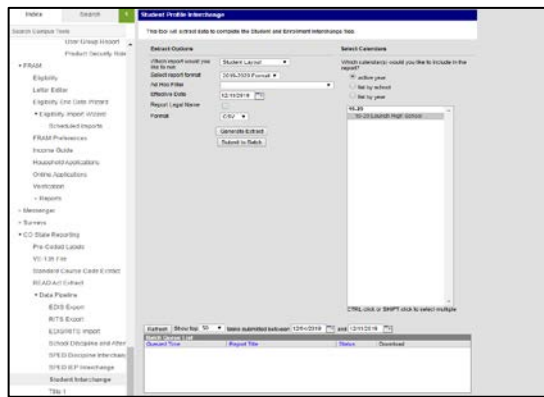 Index
Search
Search Campus Tools
User Group Report
Product Security Role
FRAM
Eligibility
Letter Editor
Eligibility End Date Wizard
Eligibility Import Wizard
Scheduled Imports
FRAM Preferences
Income Guide
Household Applications
Online Applications
Verification
Reports
Messenger
Surveys
CO State Reporting
Pre-Coded Labels
VE-135 File
Standard Course Code Extract
READ Act Extract
Data Pipeline
EDIS Export
RITS Export
EDIS/RITS Import
School Discipline and Atten
SPED Discipline Interchang
SPED IEP Interchange
Student Interchange
Title 1
Student Profile Interchange
This tool will extract data to complete the Student and Enrollment Interchange files.
Extract Options
Which report would you like to run
Student Layout
Select report format
2019-2020 Format
Ad Hoc Filter
Effective Date
12/11/2019
Report Legal Name
Format
CSV
Generate Extract
Submit to Batch
Select Calendars
Which calendar(s) would you like to include in the
report?
active year
list by school
list by year
19-20
19-20 Launch High School
CTRL-click or SHIFT-click to select multiple
Refresh Show top 50 tasks submitted between 12/04/2019 and 12/11/2019
Batch Queue List
Queued Time Report Title Status Download